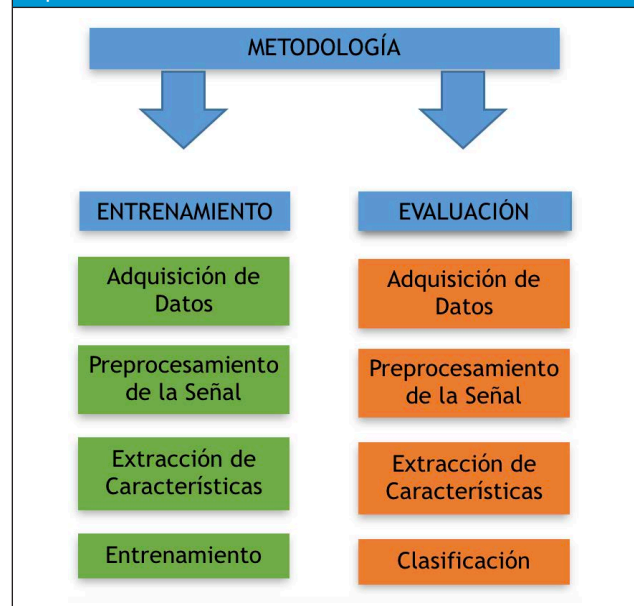 METODOLOGÍA
ENTRENAMIENTO
Adquisición de
Datos
Preprocesamiento
de la Señal
Extracción de
Características
Entrenamiento
EVALUACIÓN
Adquisición de
Datos
Preprocesamiento
de la Señal
Extracción de
Características
Clasificación